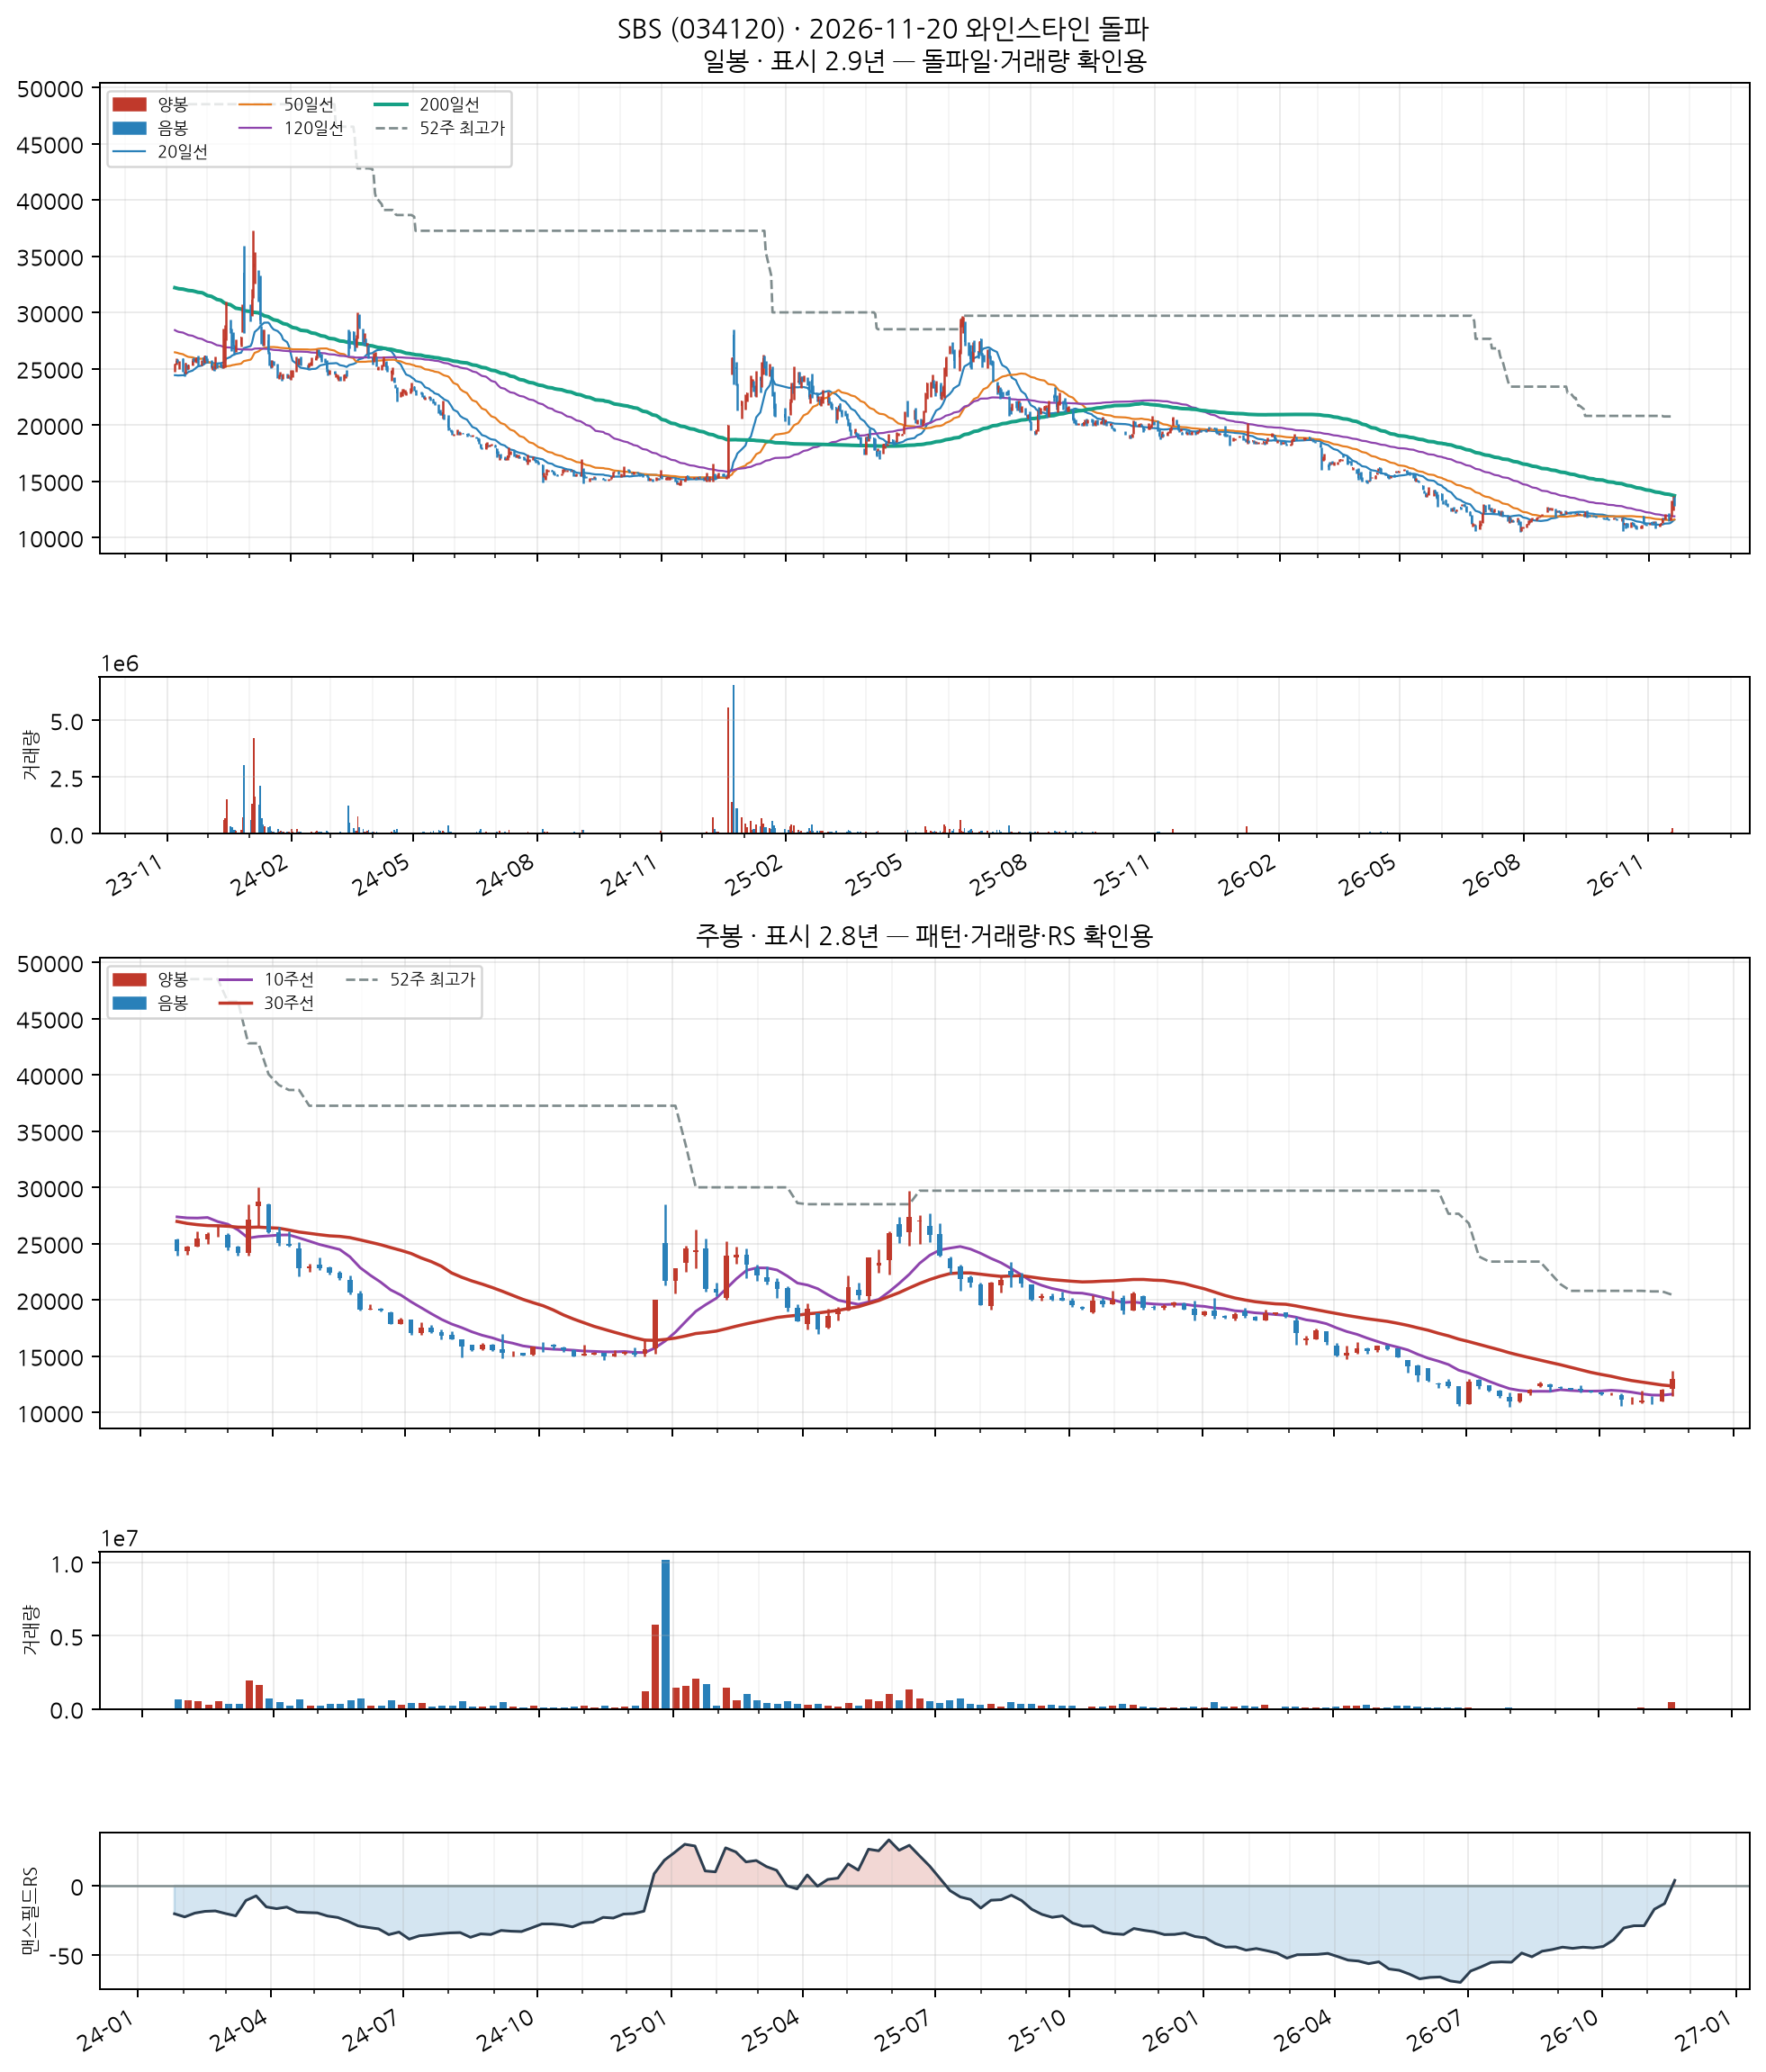 SBS (034120) · 2026-11-20 와인스타인 돌파
일봉 · 표시 2.9년 — 돌파일·거래량 확인용
50000
45000
40000
35000
30000
25000
20000
15000
10000
양봉
음봉
20일선
50일선
120일선
200일선
52주 최고가
1e6
거래량
5.0
2.5
0.0
23-11
24-02
24-05
24-08
24-11
25-02
25-05
25-08
25-11
26-02
26-05
26-08
26-11
주봉 · 표시 2.8년 — 패턴·거래량·RS 확인용
50000
45000
40000
35000
30000
25000
20000
15000
10000
양봉
음봉
10주선
30주선
52주 최고가
1e7
거래량
1.0
0.5
0.0
맨스필드RS
0
-50
24-01
24-04
24-07
24-10
25-01
25-04
25-07
25-10
26-01
26-04
26-07
26-10
27-01